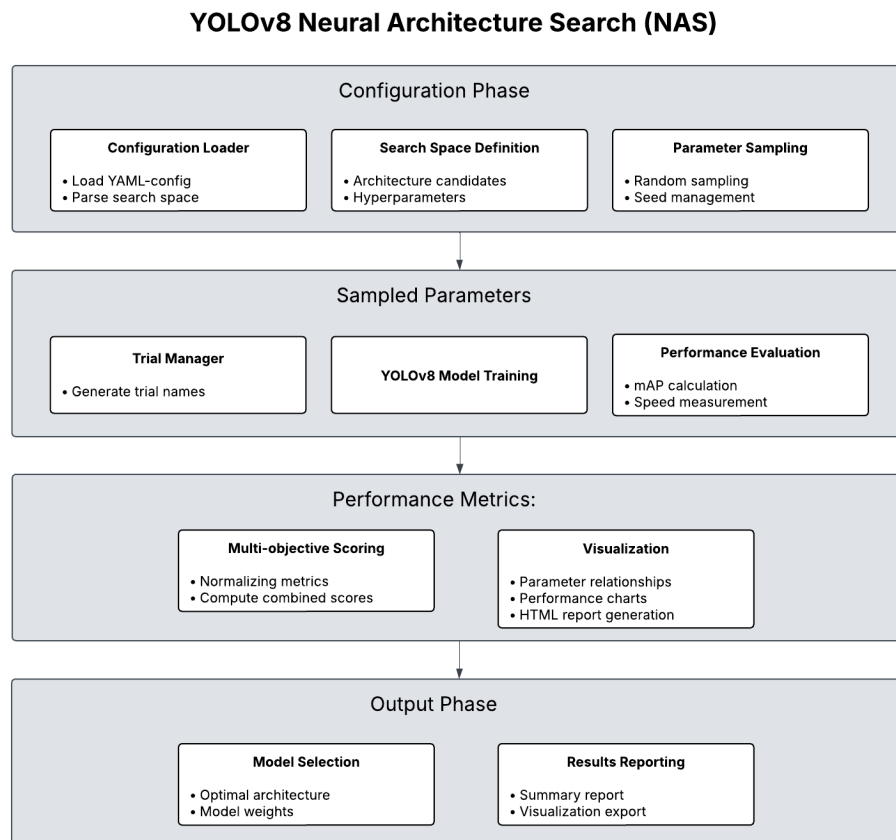 YOLOv8 Neural Architecture Search (NAS)
Configuration Phase
Configuration Loader
• Load YAML-config
• Parse search space
Search Space Definition
• Architecture candidates
• Hyperparameters
Parameter Sampling
• Random sampling
• Seed management
Sampled Parameters
Trial Manager
• Generate trial names
YOLOv8 Model Training
Performance Evaluation
• mAP calculation
• Speed measurement
Performance Metrics:
Multi-objective Scoring
• Normalizing metrics
• Compute combined scores
Visualization
• Parameter relationships
• Performance charts
• HTML report generation
Output Phase
Model Selection
• Optimal architecture
• Model weights
Results Reporting
• Summary report
• Visualization export